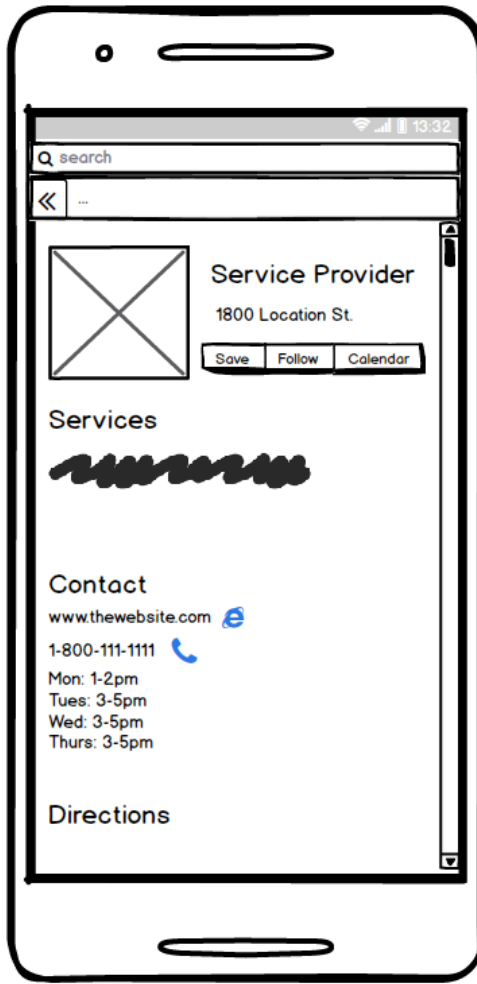 13:32
search
...
Service Provider
1800 Location St.
Save Follow Calendar
Services
Contact
www.thewebsite.com
1-800-111-1111
Mon: 1-2pm
Tues: 3-5pm
Wed: 3-5pm
Thurs: 3-5pm
Directions